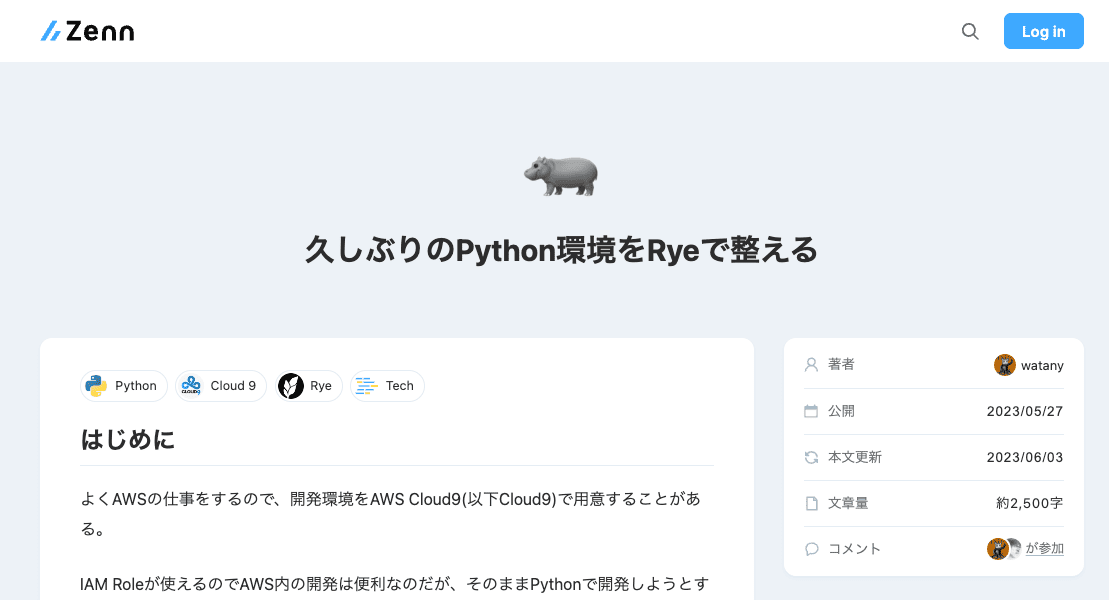 Zenn
Log in
久しぶりのPython環境をRyeで整える
Python
Cloud 9
Rye
Tech
はじめに
よくAWSの仕事をするので、開発環境をAWS Cloud9(以下Cloud9)で用意することがあ
る。
IAM Roleが使えるのでAWS内の開発は便利なのだが、そのままPythonで開発しようとす
著者 watany
公開 2023/05/27
本文更新 2023/06/03
文章量 約2,500字
コメント が参加